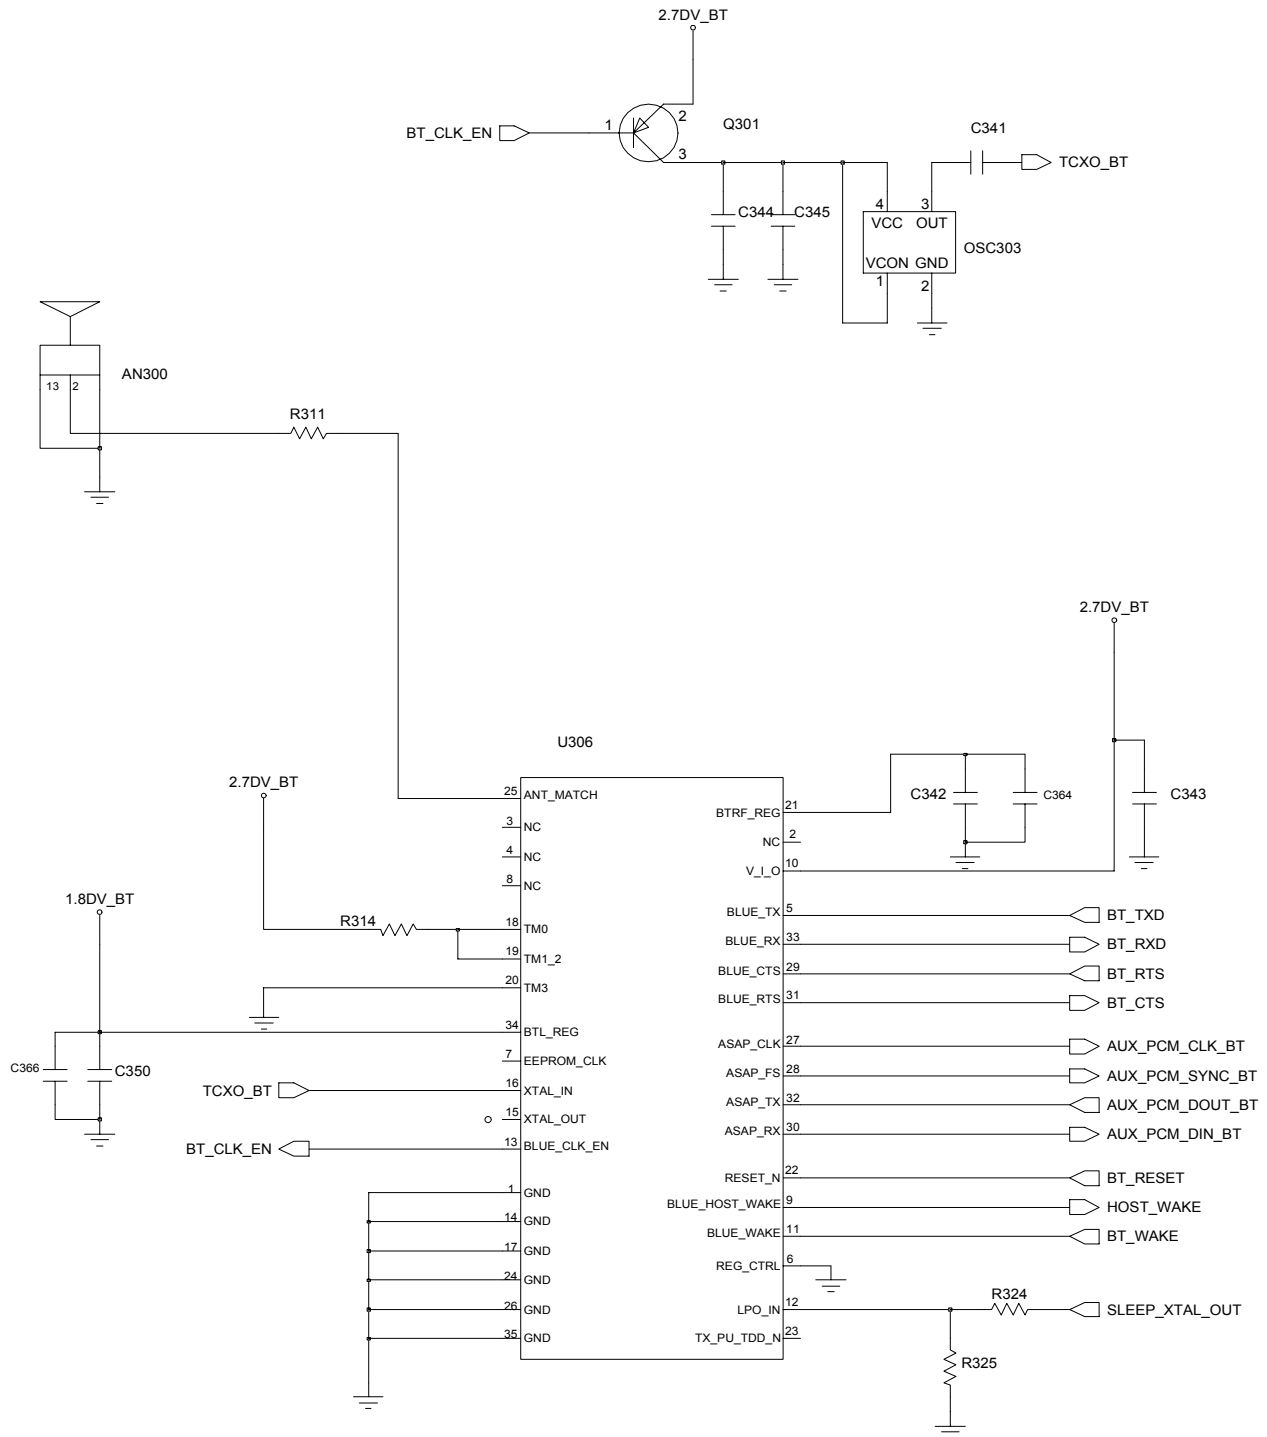 2.7DV_BT
2
Q301
BT_CLK_EN
1
3
C341
TCXO_BT
C344
C345
4
3
VCC OUT
OSC303
VCON GND
1
2
AN300
13 2
R311
2.7DV_BT
U306
2.7DV_BT
25 ANT_MATCH
3 NC
4 NC
8 NC
1.8DV_BT
R314
18 TM0
19 TM1_2
20 TM3
34 BTL_REG
C366
C350
7 EEPROM_CLK
TCXO_BT
16 XTAL_IN
15 XTAL_OUT
BT_CLK_EN
13 BLUE_CLK_EN
1 GND
14 GND
17 GND
24 GND
26 GND
35 GND
BTRF_REG 21
C342
C364
C343
NC 2
V_I_O 10
BLUE_TX 5 BT_TXD
BLUE_RX 33 BT_RXD
BLUE_CTS 29 BT_RTS
BLUE_RTS 31 BT_CTS
ASAP_CLK 27 AUX_PCM_CLK_BT
ASAP_FS 28 AUX_PCM_SYNC_BT
ASAP_TX 32 AUX_PCM_DOUT_BT
ASAP_RX 30 AUX_PCM_DIN_BT
RESET_N 22 BT_RESET
BLUE_HOST_WAKE 9 HOST_WAKE
BLUE_WAKE 11 BT_WAKE
REG_CTRL 6
R324
LPO_IN 12 SLEEP_XTAL_OUT
TX_PU_TDD_N 23
R325